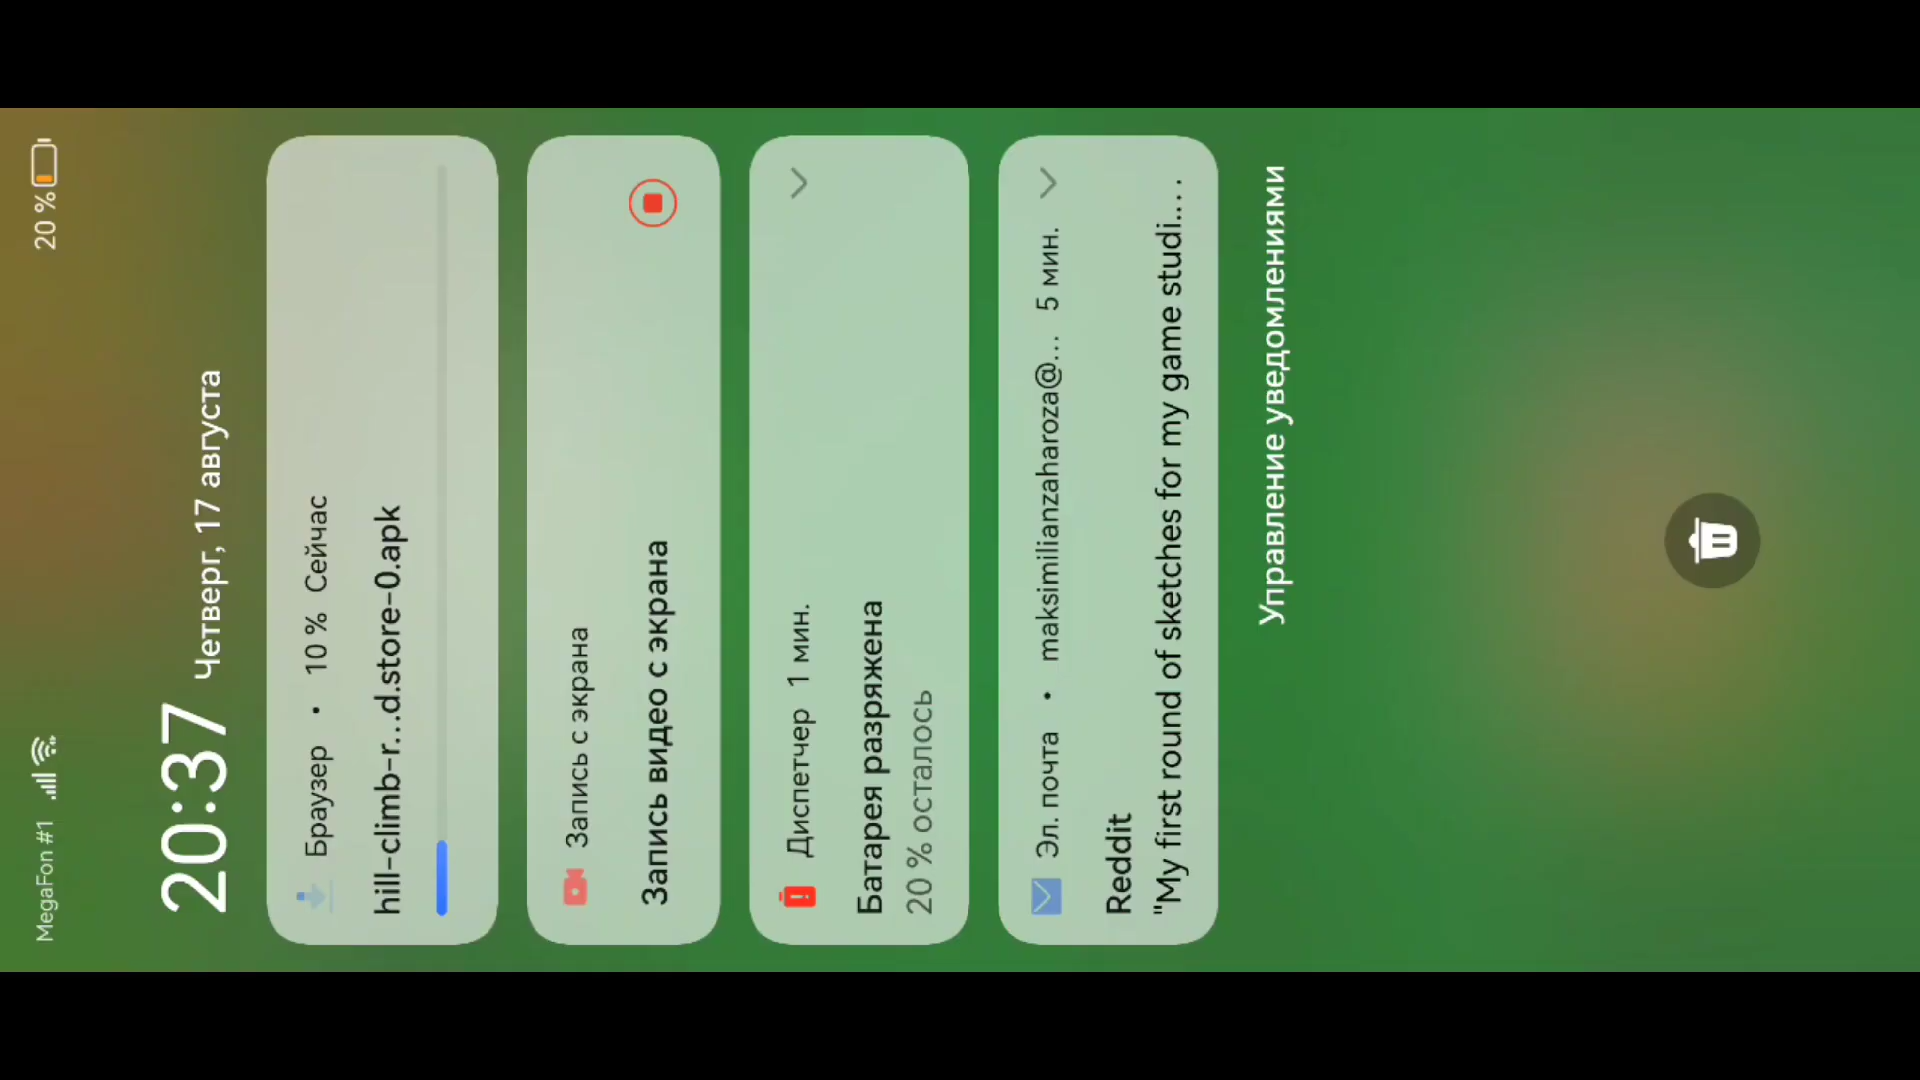 MegaFon #1
20 %
20:37 Четверг, 17 августа
Браузер • 10 % Сейчас
hill-climb-r...d.store-0.apk
Запись с экрана
Запись видео с экрана
Диспетчер 1 мин.
Батарея разряжена
20 % осталось
Эл. почта • maksimilianzaharoza@... 5 мин.
Reddit
"My first round of sketches for my game studi....
Управление уведомлениями